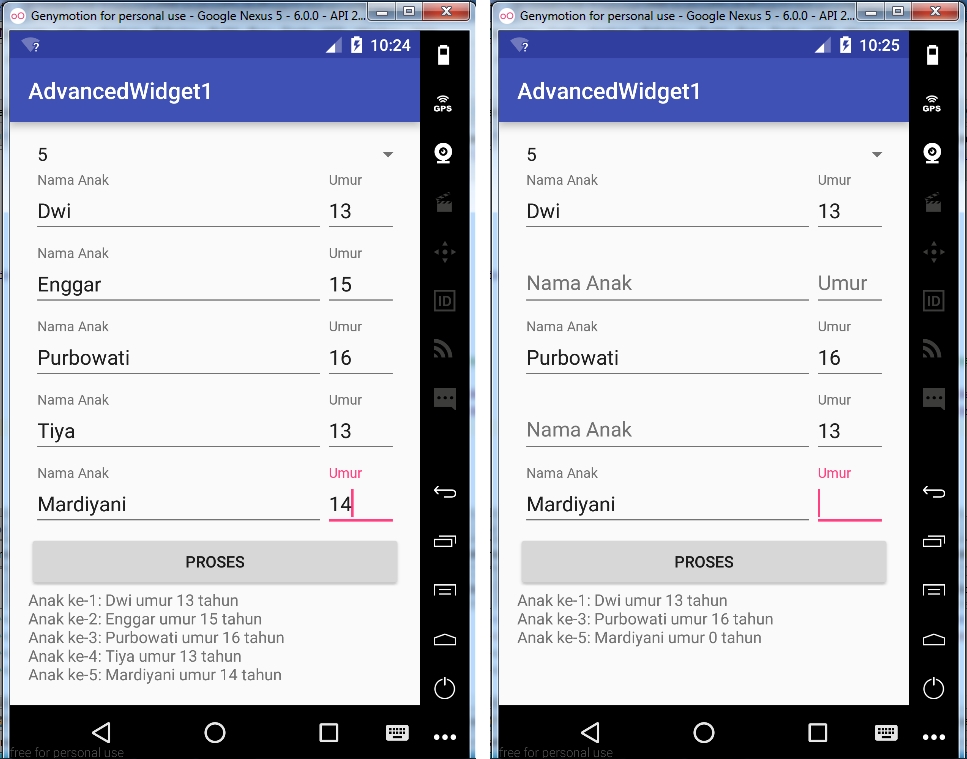 Genymotion for personal use - Google Nexus 5 - 6.0.0 - API 2...
10:24
AdvancedWidget1
GPS
5
Nama Anak Umur
Dwi 13
Nama Anak Umur
Enggar 15
ID
Nama Anak Umur
Purbowati 16
Nama Anak Umur
Tiya 13
Nama Anak Umur
Mardiyani 14
PROSES
Anak ke-1: Dwi umur 13 tahun
Anak ke-2: Enggar umur 15 tahun
Anak ke-3: Purbowati umur 16 tahun
Anak ke-4: Tiya umur 13 tahun
Anak ke-5: Mardiyani umur 14 tahun
free for personal use
Genymotion for personal use - Google Nexus 5 - 6.0.0 - API 2...
10:25
AdvancedWidget1
GPS
5
Nama Anak Umur
Dwi 13
Nama Anak Umur
ID
Nama Anak Umur
Purbowati 16
Umur
Nama Anak 13
Nama Anak Umur
Mardiyani
PROSES
Anak ke-1: Dwi umur 13 tahun
Anak ke-3: Purbowati umur 16 tahun
Anak ke-5: Mardiyani umur 0 tahun
free for personal use